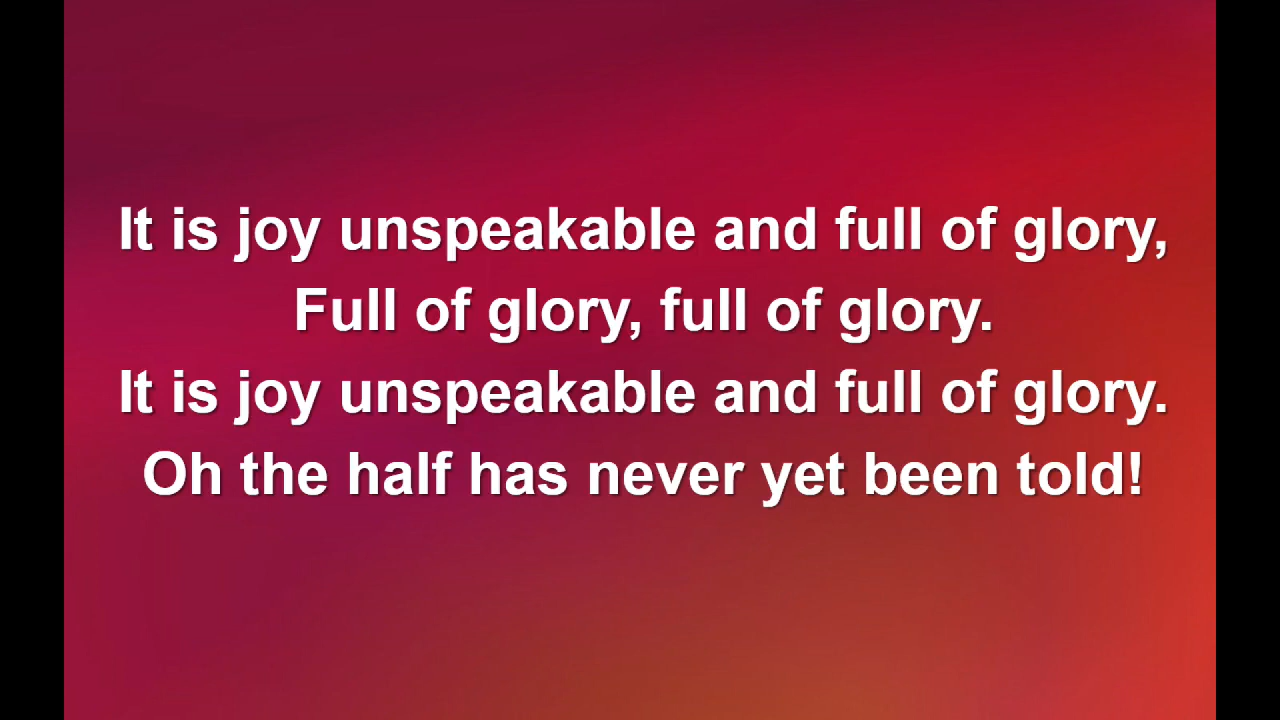 It is joy unspeakable and full of glory,
Full of glory, full of glory.
It is joy unspeakable and full of glory.
Oh the half has never yet been told!